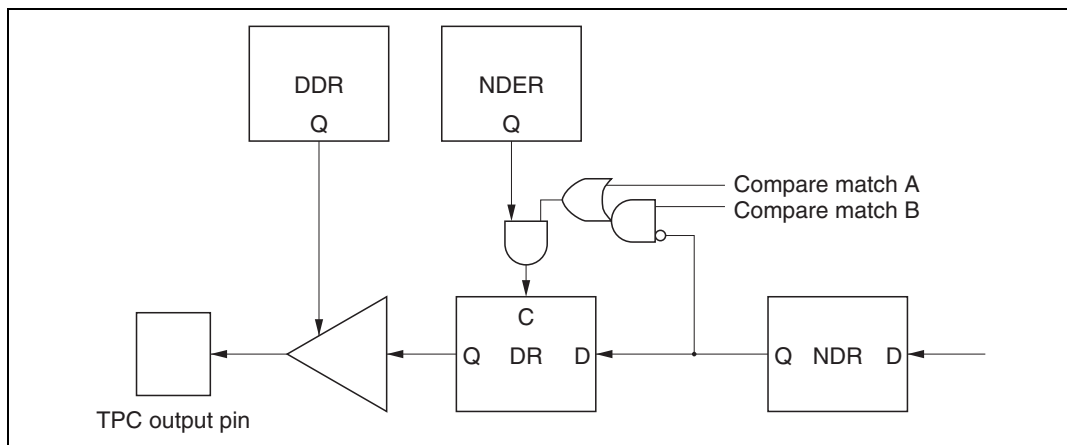 DDR
Q
NDER
Q
Compare match A
Compare match B
C
Q DR D
Q NDR D
TPC output pin